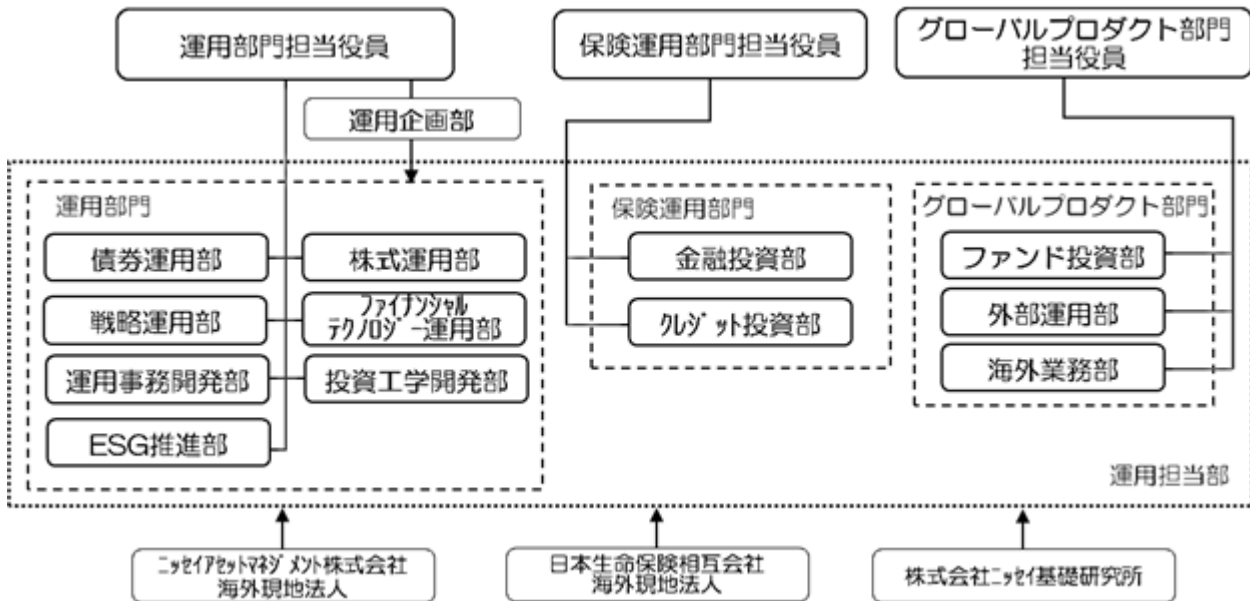 運用部門担当役員
保険運用部門担当役員
グローバルプロダクト部門
担当役員
運用企画部
運用部門
債券運用部
株式運用部
戦略運用部
ファイナンシャル
テクノロジー運用部
運用事務開発部
投資工学開発部
ESG推進部
保険運用部門
金融投資部
クレジット投資部
グローバルプロダクト部門
ファンド投資部
外部運用部
海外業務部
運用担当部
ニッセイアセットマネジメント株式会社
海外現地法人
日本生命保険相互会社
海外現地法人
株式会社ニッセイ基礎研究所